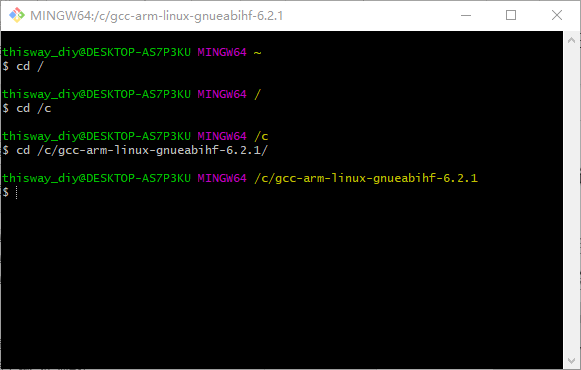 MINGW64:/c/gcc-arm-linux-gnueabihf-6.2.1
thisway_diy@DESKTOP-AS7P3KU MINGW64 ~
$ cd /
thisway_diy@DESKTOP-AS7P3KU MINGW64 /
$ cd /c
thisway_diy@DESKTOP-AS7P3KU MINGW64 /c
$ cd /c/gcc-arm-linux-gnueabihf-6.2.1/
thisway_diy@DESKTOP-AS7P3KU MINGW64 /c/gcc-arm-linux-gnueabihf-6.2.1
$